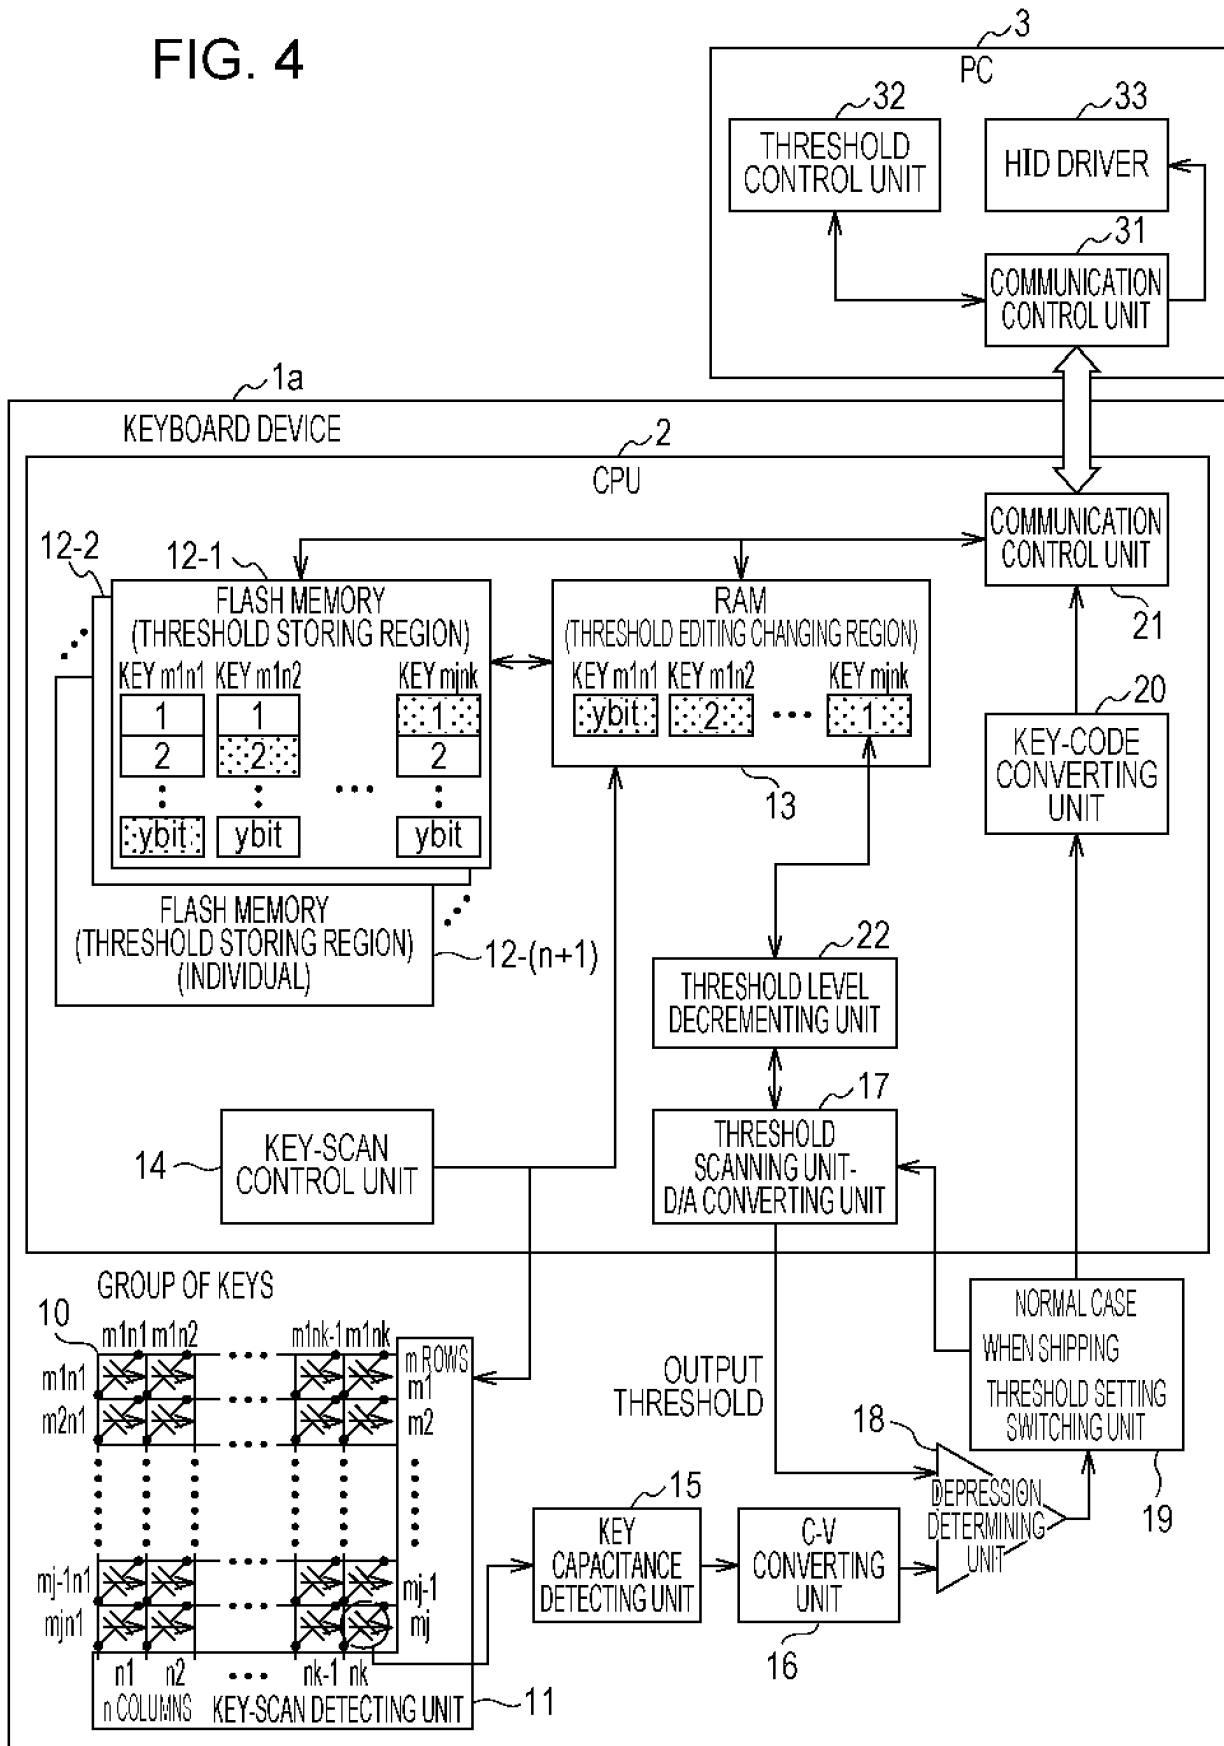 FIG. 4
3
PC
32
33
THRESHOLD
CONTROL UNIT
HID DRIVER
31
COMMUNICATION
CONTROL UNIT
1a
KEYBOARD DEVICE
2
CPU
COMMUNICATION
CONTROL UNIT
21
12-2
12-1
FLASH MEMORY
(THRESHOLD STORING REGION)
KEY m1n1 KEY m1n2 KEY mjnk
1 1 1
2 2 2
ybit ybit ybit
RAM
(THRESHOLD EDITING CHANGING REGION)
KEY m1n1 KEY m1n2 KEY mjnk
ybit 2 ••• 1
13
20
KEY-CODE
CONVERTING
UNIT
FLASH MEMORY
(THRESHOLD STORING REGION)
(INDIVIDUAL)
12-(n+1)
22
THRESHOLD LEVEL
DECREMENTING UNIT
17
THRESHOLD
SCANNING UNIT-
D/A CONVERTING UNIT
14
KEY-SCAN
CONTROL UNIT
GROUP OF KEYS
10
m1n1 m1n2 m1nk-1 m1nk
m ROWS
m1n1 m1
m2n1 m2
mj-1n1 mj-1
mjn1 mj
n1 n2 ••• nk-1 nk
n COLUMNS KEY-SCAN DETECTING UNIT
11
OUTPUT
THRESHOLD
NORMAL CASE
WHEN SHIPPING
THRESHOLD SETTING
SWITCHING UNIT
19
18
DEPRESSION
DETERMINING
UNIT
15
KEY
CAPACITANCE
DETECTING UNIT
C-V
CONVERTING
UNIT
16